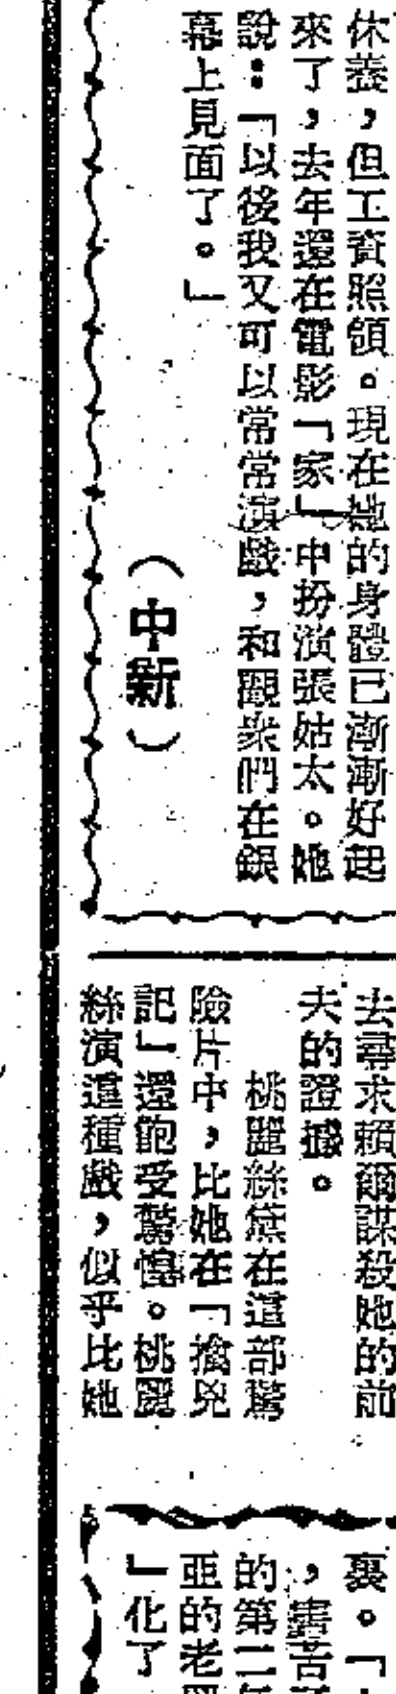 休養，但工資照領。現在她的身體已漸漸好起
來了，去年還在電影「家」中扮演張姑太。她
說：「以後我又可以常常演戲，和觀衆們在銀
幕上見面了。」
（中新）
去尋求賴爾謀殺她的前
夫的證據。
桃麗絲黛在這部驚
險片中，比她在「擒兇
記」還飽受驚惶。桃麗
絲演這種戲，似乎比她
裏。「
，書苦
的第二
亞的老
」化了